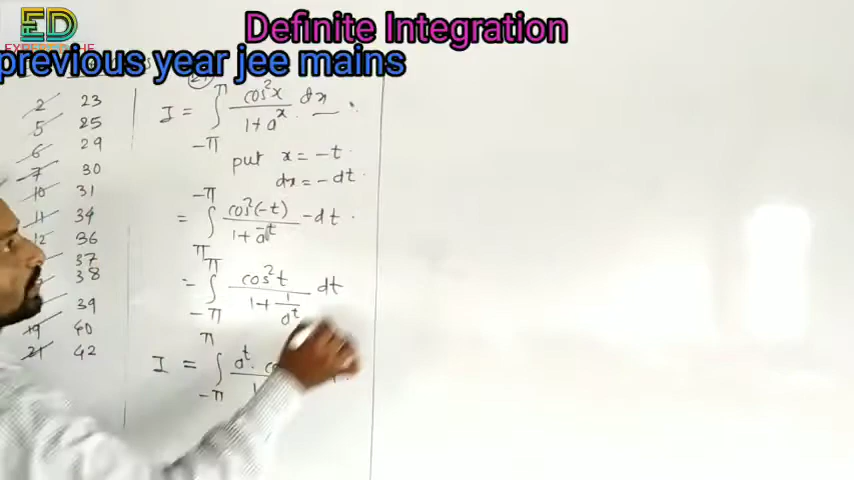 ED
Definite Integration
previous year jee mains
2 23
5 25
6 29
7 30
10 31
11 34
12 36
37
38
39
19 40
21 42
I = ∫_{-π}^{π} cos²x / (1+a^x) dx
put x = -t
dx = -dt
= ∫_{π}^{-π} cos²(-t) / (1+a^{-t}) -dt
= ∫_{-π}^{π} cos²t / (1 + 1/a^t) dt
I = ∫_{-π}^{π} a^t.